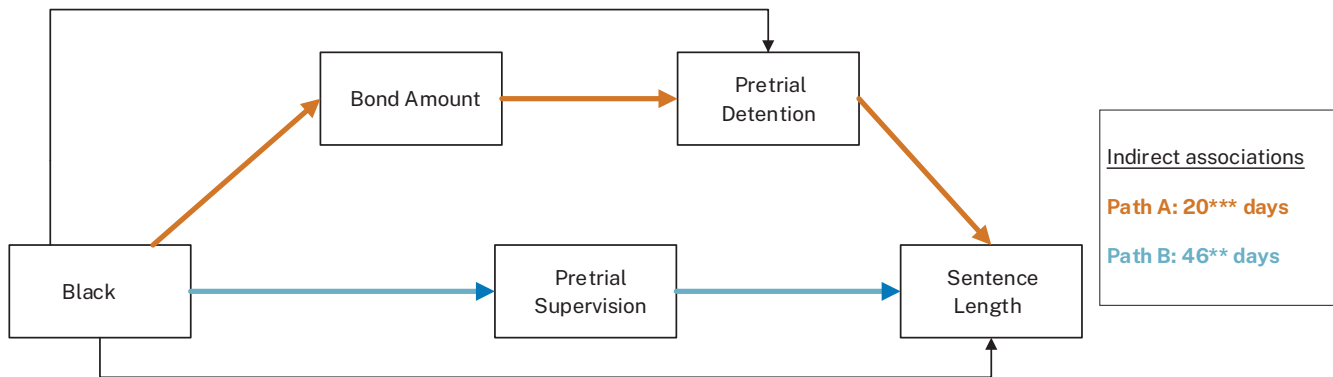 Bond Amount
Pretrial
Detention
Black
Pretrial
Supervision
Sentence
Length
Indirect associations
Path A: 20*** days
Path B: 46** days